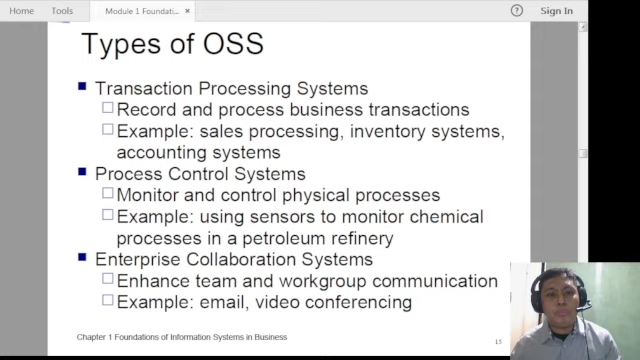 Home Tools Module 1 Foundati... × Sign In
Types of OSS
Transaction Processing Systems
Record and process business transactions
Example: sales processing, inventory systems,
accounting systems
Process Control Systems
Monitor and control physical processes
Example: using sensors to monitor chemical
processes in a petroleum refinery
Enterprise Collaboration Systems
Enhance team and workgroup communication
Example: email, video conferencing
Chapter 1 Foundations of Information Systems in Business
15